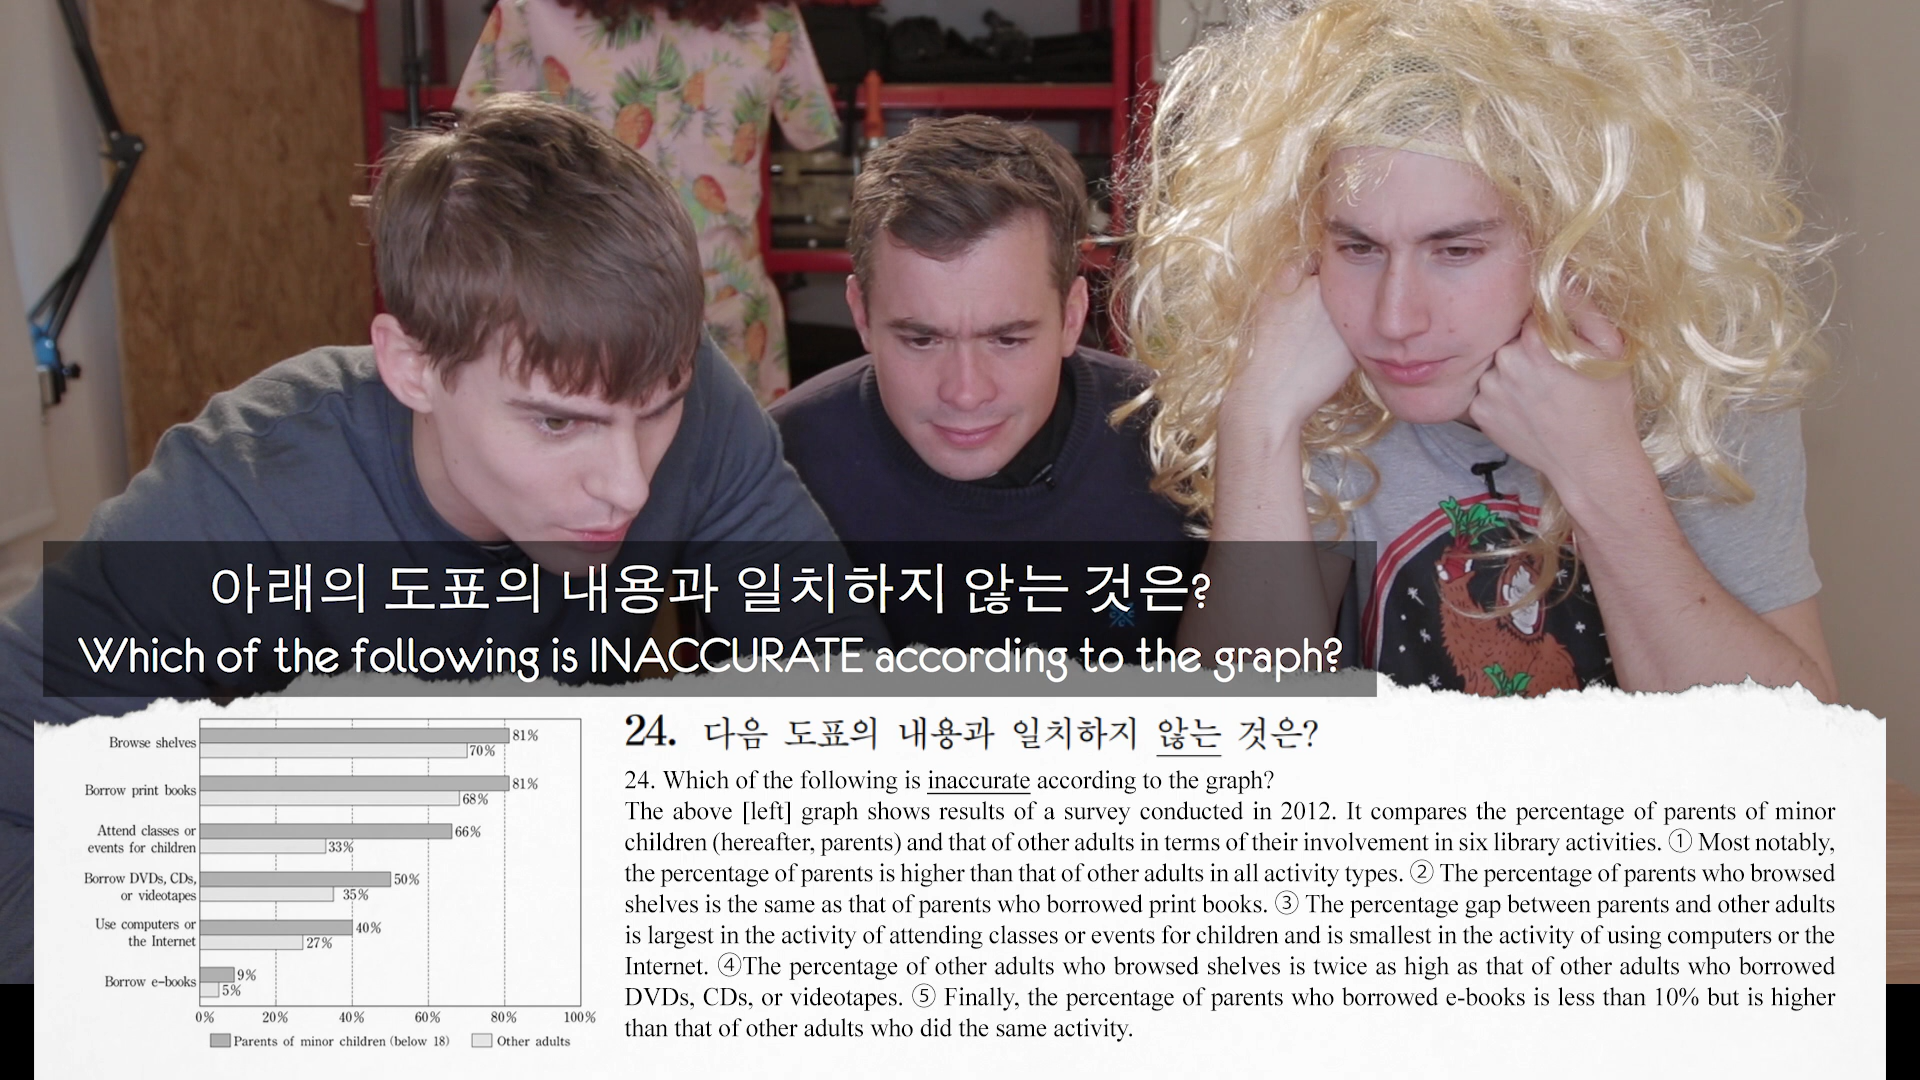 아래의 도표의 내용과 일치하지 않는 것은?
Which of the following is INACCURATE according to the graph?
Browse shelves
81%
70%
Borrow print books
81%
68%
Attend classes or
events for children
66%
33%
Borrow DVDs, CDs,
or videotapes
50%
35%
Use computers or
the Internet
40%
27%
Borrow e-books
9%
5%
0% 20% 40% 60% 80% 100%
Parents of minor children (below 18) Other adults
24. 다음 도표의 내용과 일치하지 않는 것은?
24. Which of the following is inaccurate according to the graph?
The above [left] graph shows results of a survey conducted in 2012. It compares the percentage of parents of minor
children (hereafter, parents) and that of other adults in terms of their involvement in six library activities. ① Most notably,
the percentage of parents is higher than that of other adults in all activity types. ② The percentage of parents who browsed
shelves is the same as that of parents who borrowed print books. ③ The percentage gap between parents and other adults
is largest in the activity of attending classes or events for children and is smallest in the activity of using computers or the
Internet. ④The percentage of other adults who browsed shelves is twice as high as that of other adults who borrowed
DVDs, CDs, or videotapes. ⑤ Finally, the percentage of parents who borrowed e-books is less than 10% but is higher
than that of other adults who did the same activity.